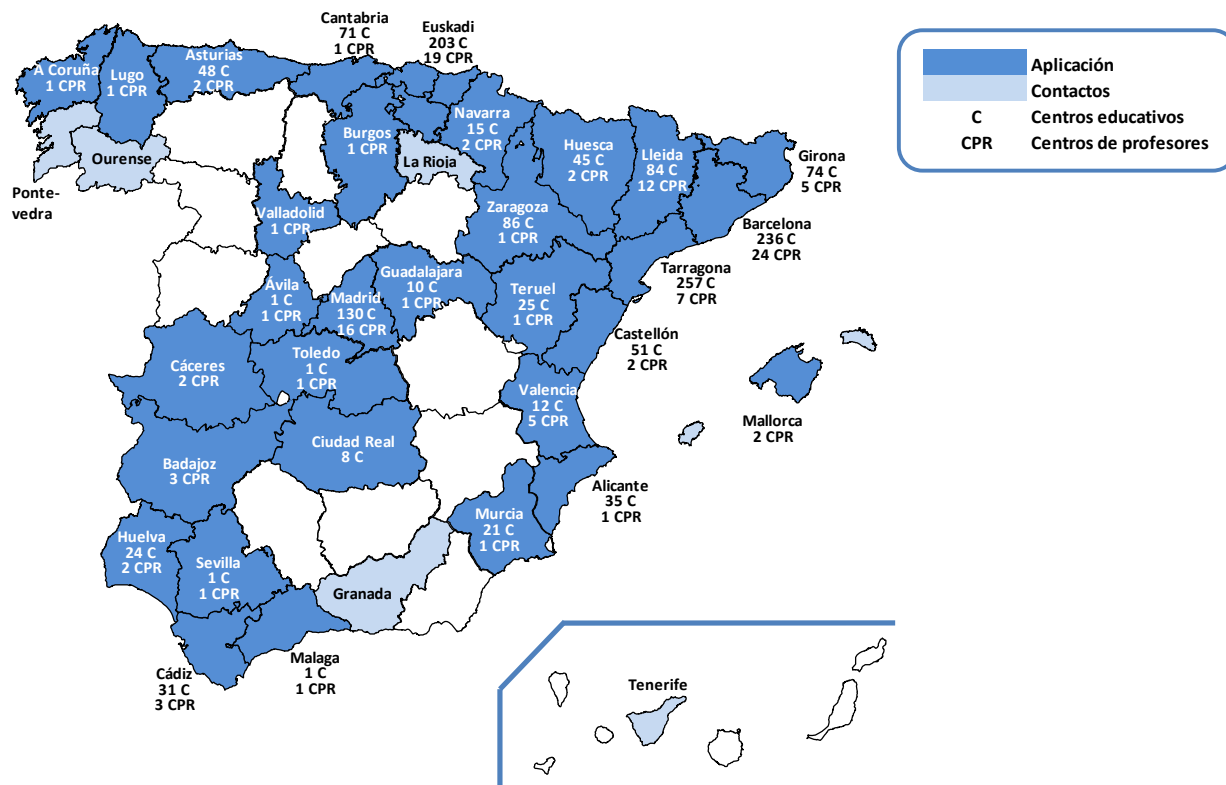 Cantabria
71 C
1 CPR
Euskadi
203 C
19 CPR
A Coruña
1 CPR
Lugo
1 CPR
Asturias
48 C
2 CPR
Navarra
15 C
2 CPR
Burgos
1 CPR
Huesca
45 C
2 CPR
Lleida
84 C
12 CPR
Girona
74 C
5 CPR
Ourense
La Rioja
Ponte-
vedra
Valladolid
1 CPR
Zaragoza
86 C
1 CPR
Barcelona
236 C
24 CPR
Tarragona
257 C
7 CPR
Ávila
1 C
1 CPR
Madrid
130 C
16 CPR
Guadalajara
10 C
1 CPR
Teruel
25 C
1 CPR
Castellón
51 C
2 CPR
Cáceres
2 CPR
Toledo
1 C
1 CPR
Valencia
12 C
5 CPR
Mallorca
2 CPR
Badajoz
3 CPR
Ciudad Real
8 C
Alicante
35 C
1 CPR
Murcia
21 C
1 CPR
Huelva
24 C
2 CPR
Sevilla
1 C
1 CPR
Granada
Cádiz
31 C
3 CPR
Malaga
1 C
1 CPR
Tenerife
Aplicación
Contactos
C Centros educativos
CPR Centros de profesores